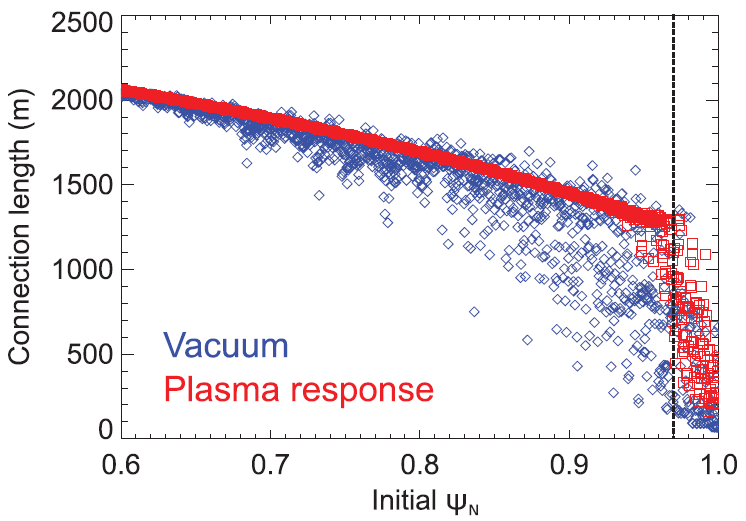 2500
2000
1500
1000
500
0
Connection length (m)
Vacuum
Plasma response
0.6 0.7 0.8 0.9 1.0
Initial ΨN